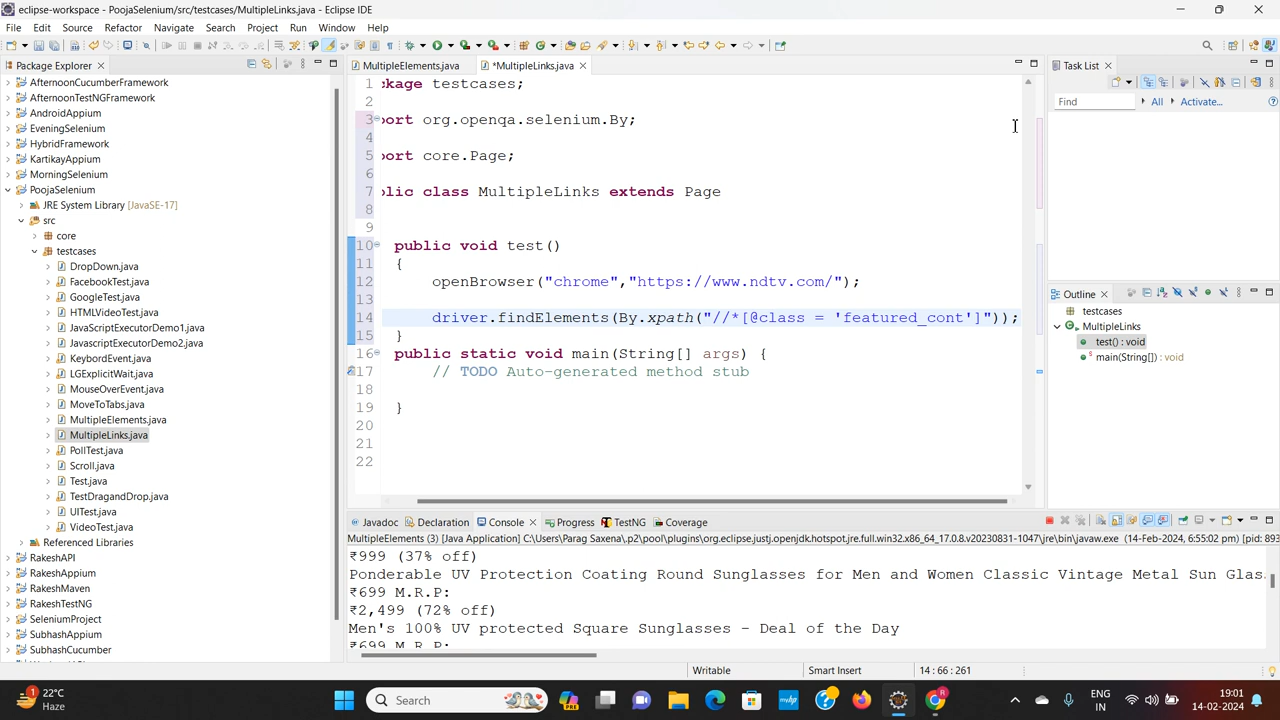 eclipse-workspace - PoojaSelenium/src/testcases/MultipleLinks.java - Eclipse IDE
File Edit Source Refactor Navigate Search Project Run Window Help
Package Explorer
AfternoonCucumberFramework
AfternoonTestNGFramework
AndroidAppium
EveningSelenium
HybridFramework
KartikayAppium
MorningSelenium
PoojaSelenium
JRE System Library [JavaSE-17]
src
core
testcases
DropDown.java
FacebookTest.java
GoogleTest.java
HTMLVideoTest.java
JavaScriptExecutorDemo1.java
JavaScriptExecutorDemo2.java
KeybordEvent.java
LGExplicitWait.java
MouseOverEvent.java
MoveToTabs.java
MultipleElements.java
MultipleLinks.java
PollTest.java
Scroll.java
Test.java
TestDragandDrop.java
UITest.java
VideoTest.java
Referenced Libraries
RakeshAPI
RakeshAppium
RakeshMaven
RakeshTestNG
SeleniumProject
SubhashAppium
SubhashCucumber
MultipleElements.java *MultipleLinks.java
1 ckage testcases;
2
3 port org.openqa.selenium.By;
4
5 port core.Page;
6
7 blic class MultipleLinks extends Page
8
9
10 public void test()
11 {
12 openBrowser("chrome","https://www.ndtv.com/");
13
14 driver.findElements(By.xpath("//*[@class = 'featured_cont']"));
15 }
16 public static void main(String[] args) {
17 // TODO Auto-generated method stub
18
19 }
20
21
22
Task List
Find All Activate...
Outline
testcases
MultipleLinks
test() : void
main(String[]) : void
Javadoc Declaration Console Progress TestNG Coverage
MultipleElements (3) [Java Application] C:\Users\Parag Saxena\.p2\pool\plugins\org.eclipse.justj.openjdk.hotspot.jre.full.win32.x86_64_17.0.8.v20230831-1047\jre\bin\javaw.exe (14-Feb-2024, 6:55:02 pm) [pid: 893
₹999 (37% off)
Ponderable UV Protection Coating Round Sunglasses for Men and Women Classic Vintage Metal Sun Glas
₹699 M.R.P:
₹2,499 (72% off)
Men's 100% UV protected Square Sunglasses - Deal of the Day
₹699 M.R.P:
Writable Smart Insert 14 : 66 : 261
22°C
Haze
Search
ENG
IN
19:01
14-02-2024